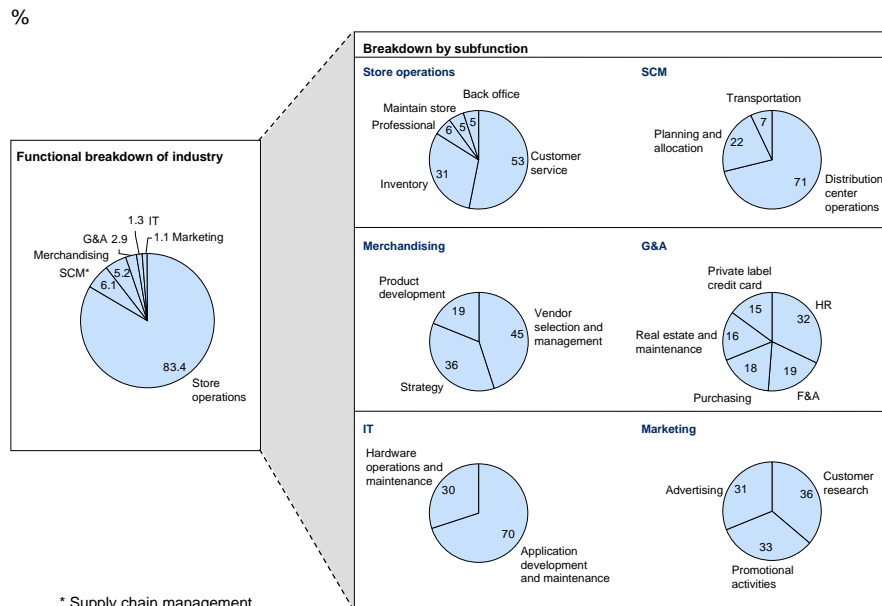 %
Breakdown by subfunction
Store operations
SCM
Back office
Maintain store
Professional
5
5
6
53
Customer
service
31
Inventory
Transportation
7
Planning and
allocation
22
71
Distribution
center
operations
Functional breakdown of industry
1.3
IT
G&A 2.9
1.1 Marketing
Merchandising
SCM*
5.2
6.1
83.4
Store
operations
Merchandising
G&A
Product
development
19
45
Vendor
selection and
management
36
Strategy
Private label
credit card
15
32
HR
Real estate and
maintenance
16
18
19
Purchasing
F&A
IT
Marketing
Hardware
operations and
maintenance
30
70
Application
development
and maintenance
Advertising
31
36
Customer
research
33
Promotional
activities
* Supply chain management